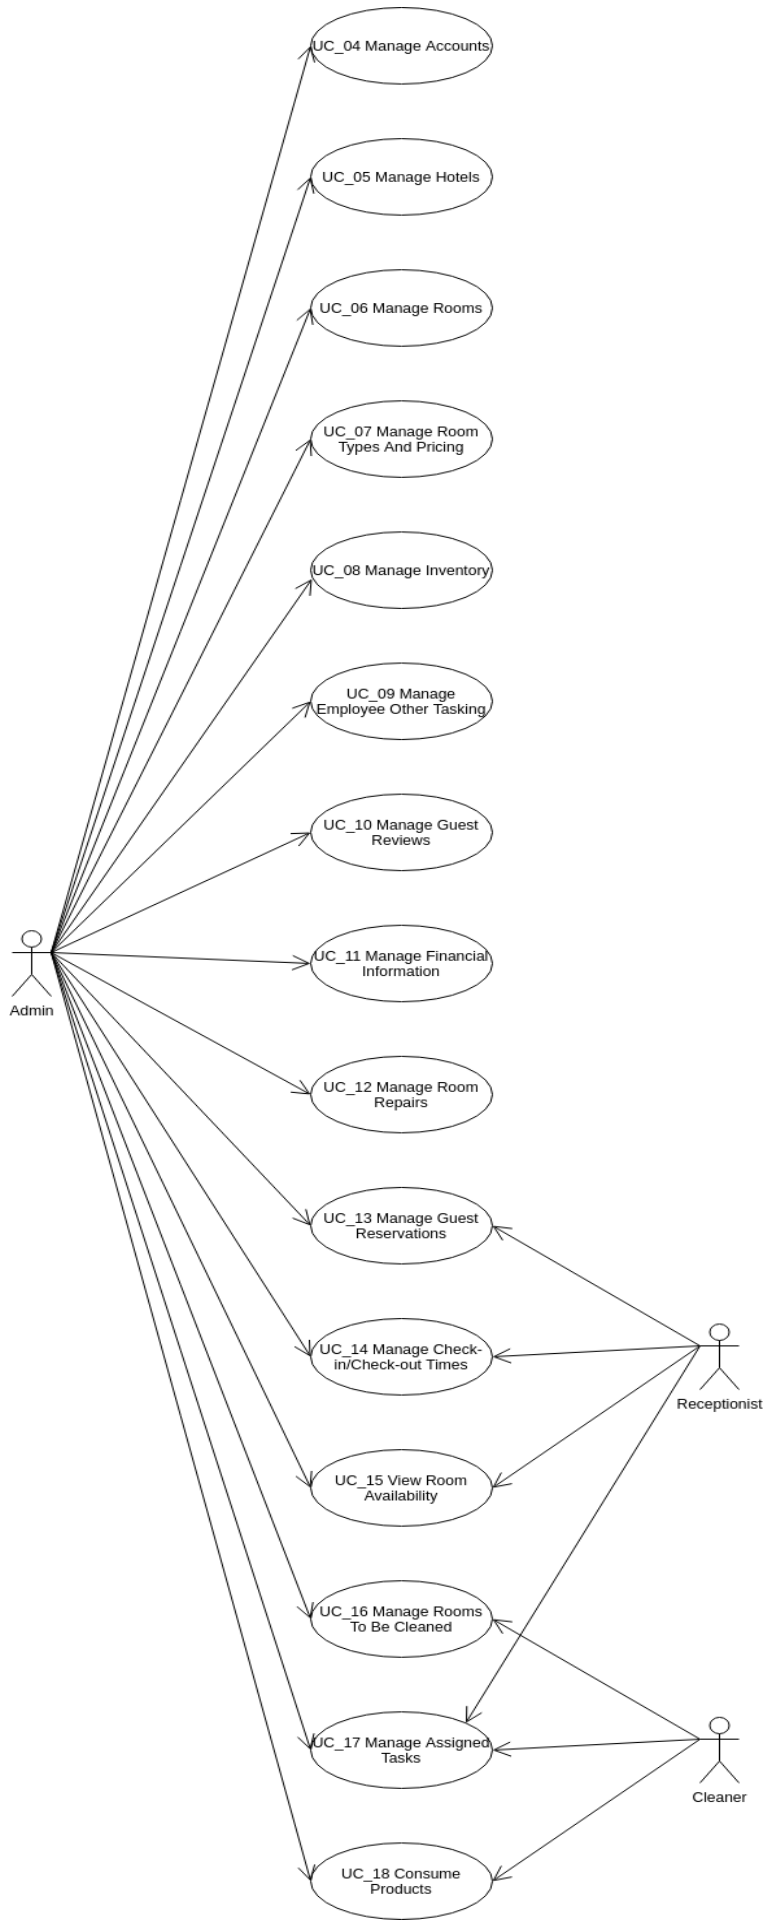 UC_04 Manage Accounts
UC_05 Manage Hotels
UC_06 Manage Rooms
UC_07 Manage Room
Types And Pricing
UC_08 Manage Inventory
UC_09 Manage
Employee Other Tasking
UC_10 Manage Guest
Reviews
UC_11 Manage Financial
Information
Admin
UC_12 Manage Room
Repairs
UC_13 Manage Guest
Reservations
UC_14 Manage Check-
in/Check-out Times
Receptionist
UC_15 View Room
Availability
UC_16 Manage Rooms
To Be Cleaned
UC_17 Manage Assigned
Tasks
Cleaner
UC_18 Consume
Products